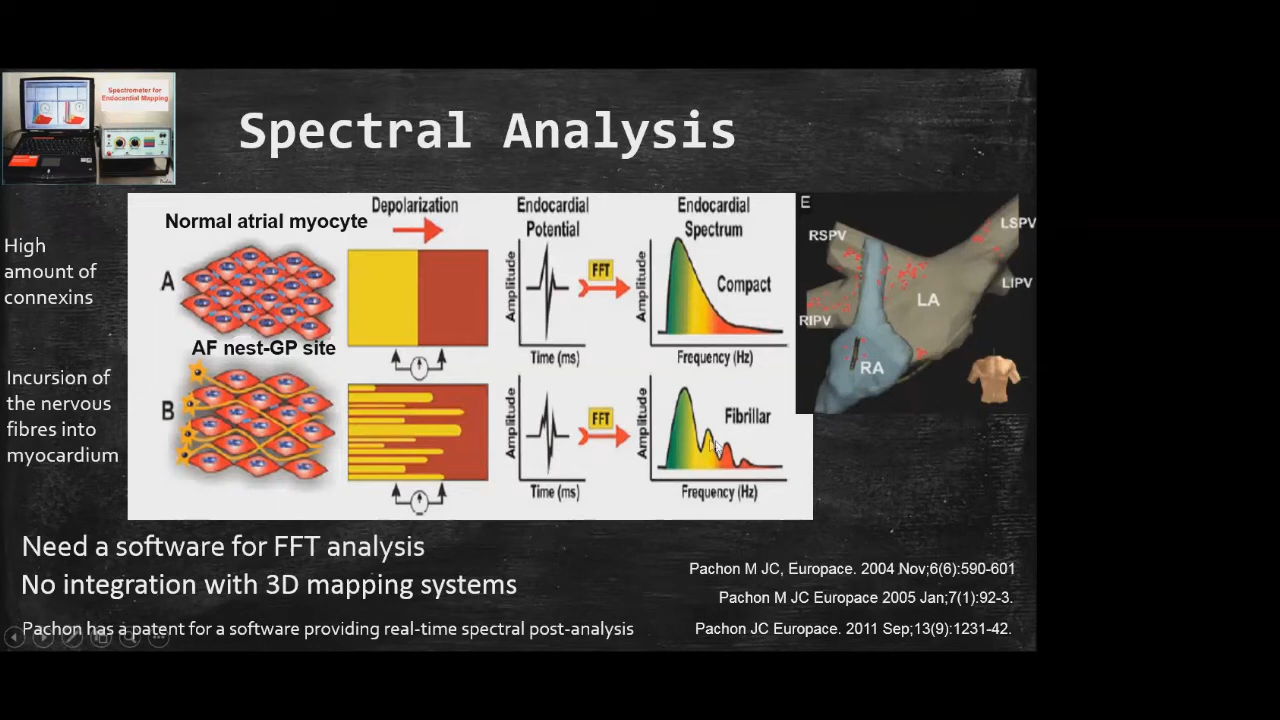 Spectrometer for
Endocardial Mapping
Spectral Analysis
High
amount of
connexins
Incursion of
the nervous
fibres into
myocardium
Normal atrial myocyte
Depolarization
Endocardial
Potential
Endocardial
Spectrum
A
Amplitude
FFT
Amplitude
Compact
Time (ms)
Frequency (Hz)
AF nest-GP site
B
Amplitude
FFT
Amplitude
Fibrillar
Time (ms)
Frequency (Hz)
E
RSPV
LSPV
LIPV
LA
RIPV
RA
Need a software for FFT analysis
No integration with 3D mapping systems
Pachon has a patent for a software providing real-time spectral post-analysis
Pachon M JC, Europace. 2004 Nov;6(6):590-601
Pachon M JC Europace 2005 Jan;7(1):92-3.
Pachon JC Europace. 2011 Sep;13(9):1231-42.